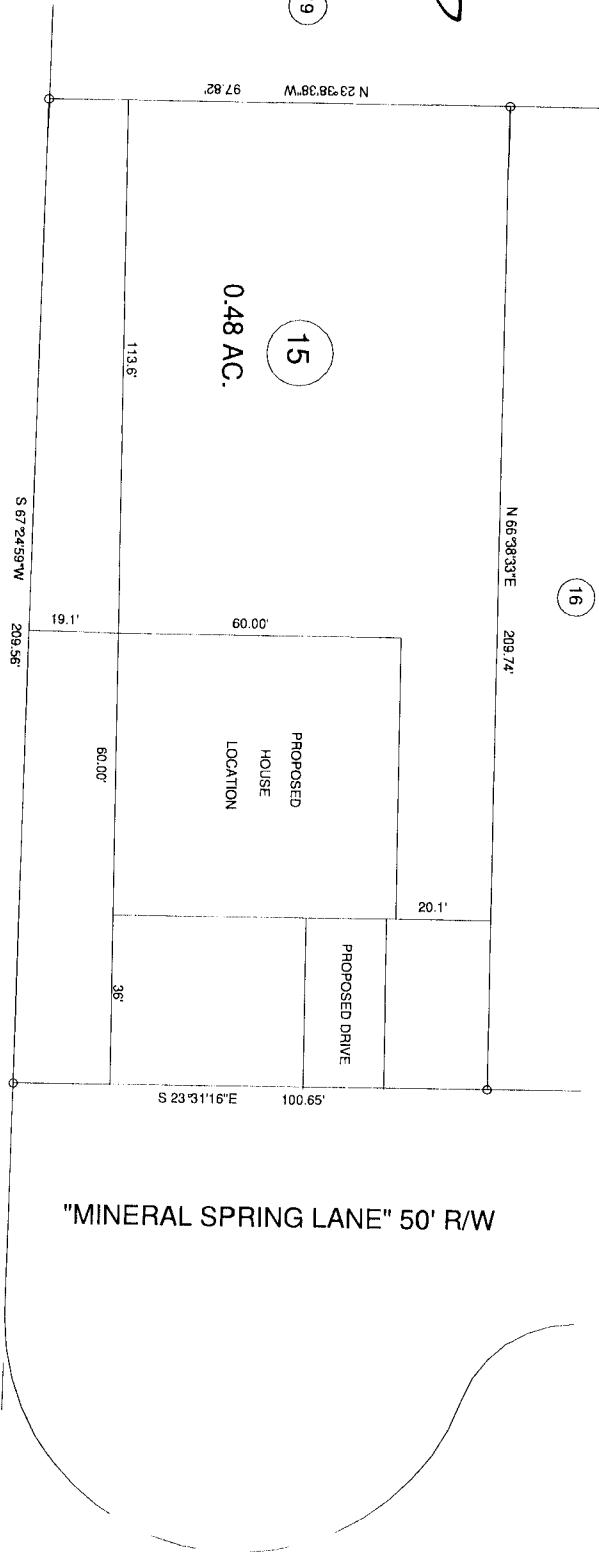 N 23°38'38"W 97.82'
15
0.48 AC.
113.6'
S 67°24'59"W 209.56'
N 66°38'33"E 209.74'
16
19.1'
60.00'
60.00'
PROPOSED
HOUSE
LOCATION
20.1'
PROPOSED DRIVE
36'
S 23°31'16"E 100.65'
"MINERAL SPRING LANE" 50' R/W